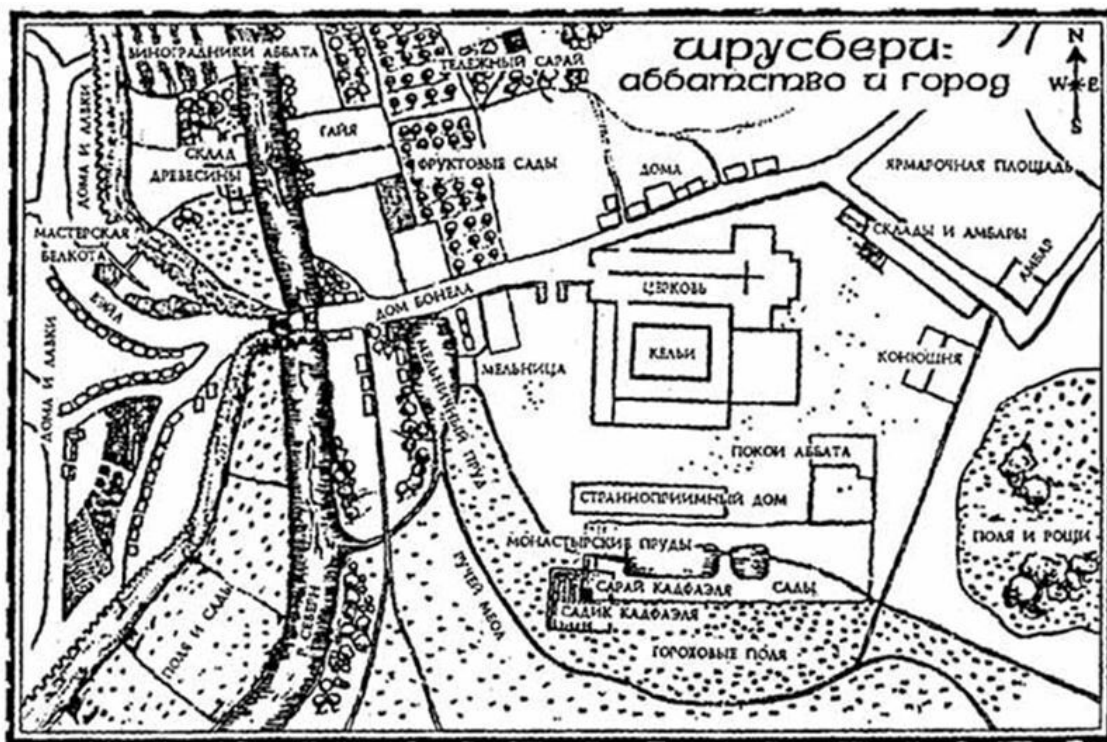 ШРУСБЕРИ:
АББАТСТВО И ГОРОД
N
W E
S
ВИНОГРАДНИКИ АББАТА
ТЕЛЕЖНЫЙ САРАЙ
ДОМА И ЛАВКИ
СКЛАД
ДРЕВЕСИНЫ
ГАЙЯ
ФРУКТОВЫЕ САДЫ
ДОМА
ЯРМАРОЧНАЯ ПЛОЩАДЬ
МАСТЕРСКАЯ
БЕЛКОТА
СКЛАДЫ И АМБАРЫ
АМБАР
ВЭЙЛ
ДОМ БОНЕЛА
ЦЕРКОВЬ
КЕЛЬИ
КОНЮШНЯ
ДОМА И ЛАВКИ
МЕЛЬНИЦА
МЕЛЬНИЧНЫЙ ПРУД
ПОКОИ АББАТА
СТРАННОПРИИМНЫЙ ДОМ
МОНАСТЫРСКИЕ ПРУДЫ
ПОЛЯ И РОЩИ
САРАЙ КАДФАЭЛЯ
САДЫ
САДИК КАДФАЭЛЯ
РУЧЕЙ МЕОЛ
СЕВЕРН
ПОЛЯ И САДЫ
ГОРОХОВЫЕ ПОЛЯ